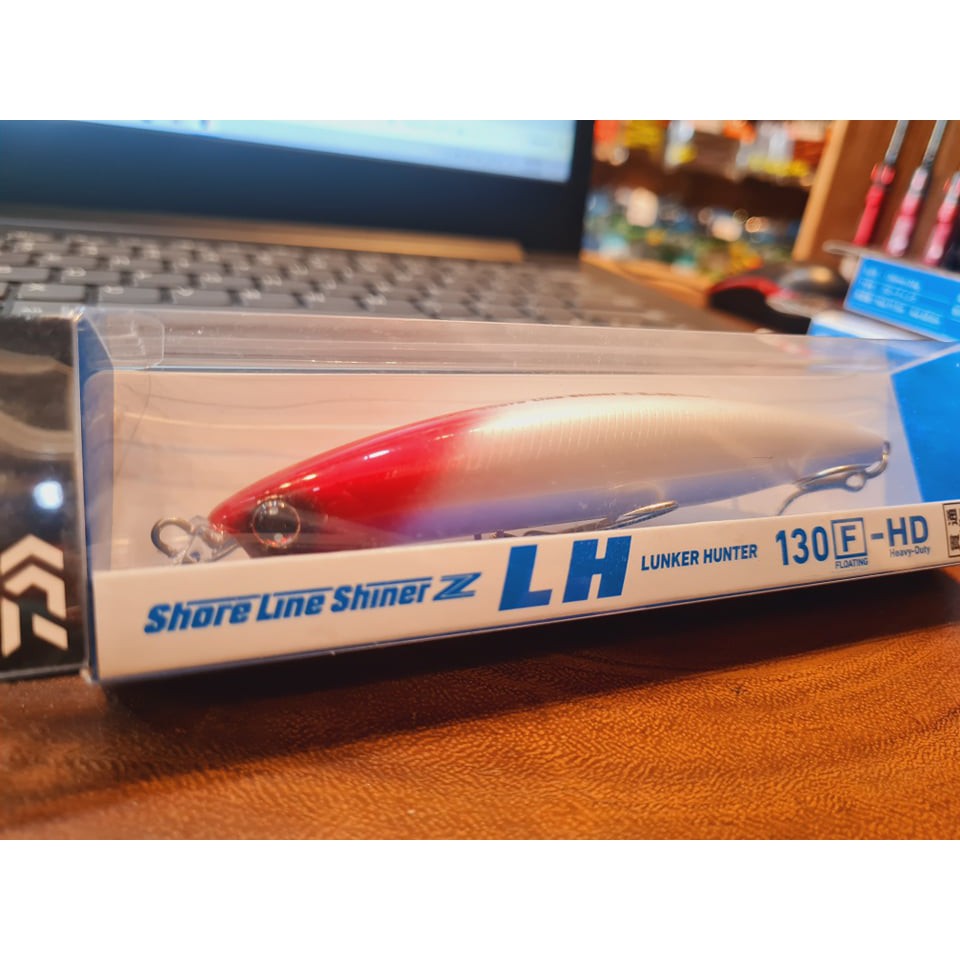 Shore Line Shiner Z LH LUNKER HUNTER 130 F -HD
FLOATING Heavy-Duty